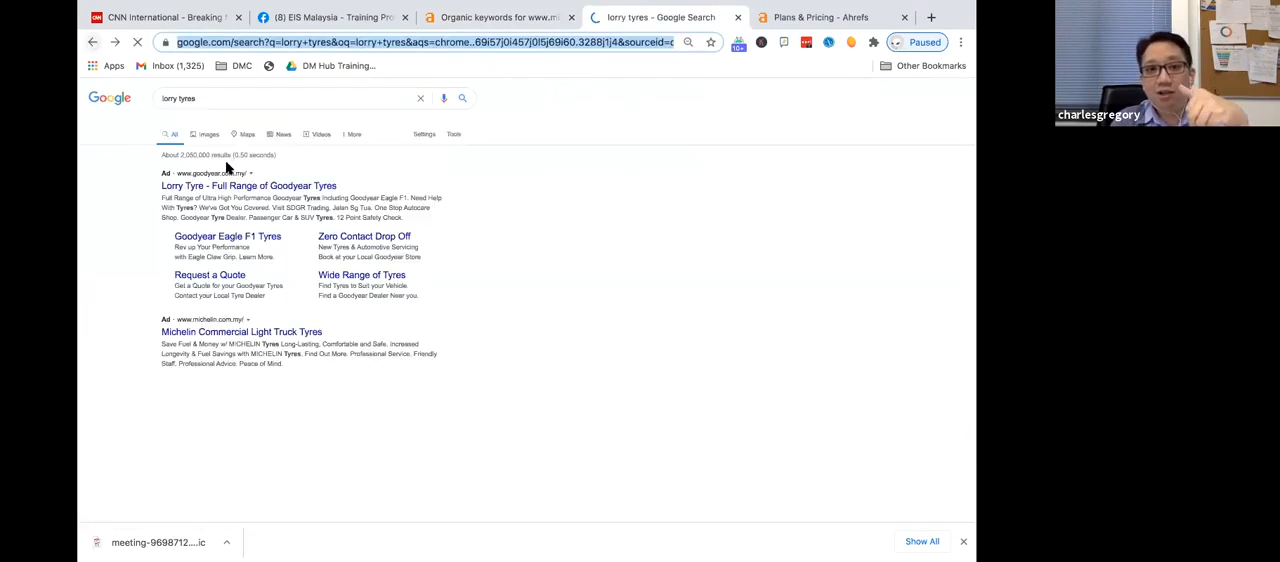 CNN International - Breaking
(8) EIS Malaysia - Training Pro
Organic keywords for www.mi
lorry tyres - Google Search
Plans & Pricing - Ahrefs
google.com/search?q=lorry+tyres&oq=lorry+tyres&aqs=chrome..69i57j0i457j0l5j69i60.3288j1j4&sourceid=c
10+
Paused
Apps
Inbox (1,325)
DMC
DM Hub Training...
Other Bookmarks
charlesgregory
Google
lorry tyres
All
Images
Maps
News
Videos
More
Settings
Tools
About 2,050,000 results (0.50 seconds)
Ad · www.goodyear.com.my/
Lorry Tyre - Full Range of Goodyear Tyres
Full Range of Ultra High Performance Goodyear Tyres Including Goodyear Eagle F1. Need Help
With Tyres? We've Got You Covered. Visit SDGR Trading, Jalan Sg Tua. One Stop Autocare
Shop. Goodyear Tyre Dealer. Passenger Car & SUV Tyres. 12 Point Safety Check.
Goodyear Eagle F1 Tyres
Rev up Your Performance
with Eagle Claw Grip. Learn More.
Zero Contact Drop Off
New Tyres & Automotive Servicing
Book at your Local Goodyear Store
Request a Quote
Get a Quote for your Goodyear Tyres
Contact your Local Tyre Dealer
Wide Range of Tyres
Find Tyres to Suit your Vehicle.
Find a Goodyear Dealer Near you.
Ad · www.michelin.com.my/
Michelin Commercial Light Truck Tyres
Save Fuel & Money w/ MICHELIN Tyres Long-Lasting, Comfortable and Safe. Increased
Longevity & Fuel Savings with MICHELIN Tyres. Find Out More. Professional Service. Friendly
Staff. Professional Advice. Peace of Mind.
meeting-9698712....ic
Show All